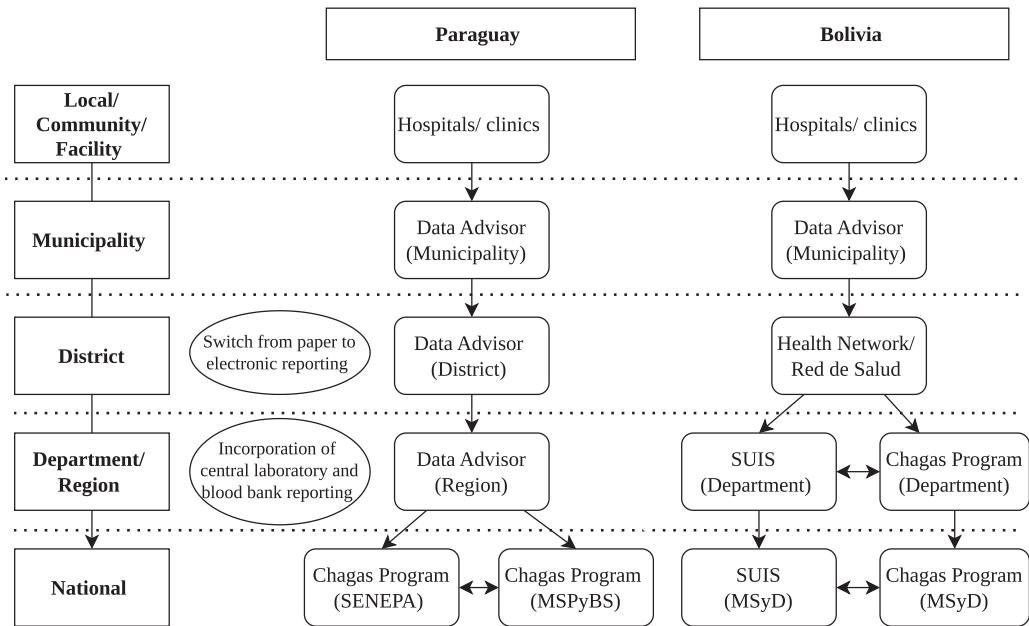 Paraguay
Bolivia
Local/
Community/
Facility
Hospitals/ clinics
Hospitals/ clinics
Municipality
Data Advisor
(Municipality)
Data Advisor
(Municipality)
District
Switch from paper to
electronic reporting
Data Advisor
(District)
Health Network/
Red de Salud
Department/
Region
Incorporation of
central laboratory and
blood bank reporting
Data Advisor
(Region)
SUIS
(Department)
Chagas Program
(Department)
National
Chagas Program
(SENEPA)
Chagas Program
(MSPyBS)
SUIS
(MSyD)
Chagas Program
(MSyD)